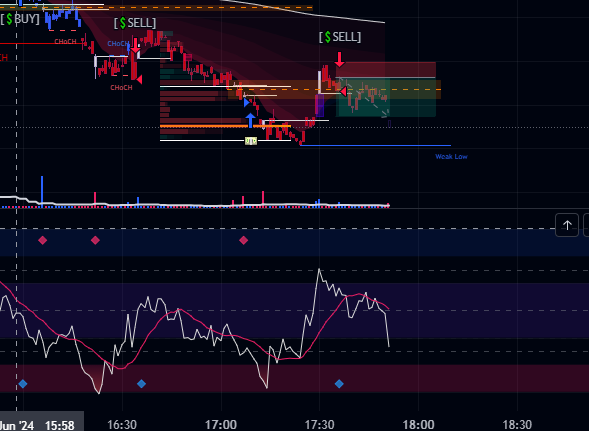 [$BUY]
[$SELL]
[$SELL]
CHoCH
CHoCH
CH
CHoCH
Weak Low
Jun '24 15:58
16:30
17:00
17:30
18:00
18:30